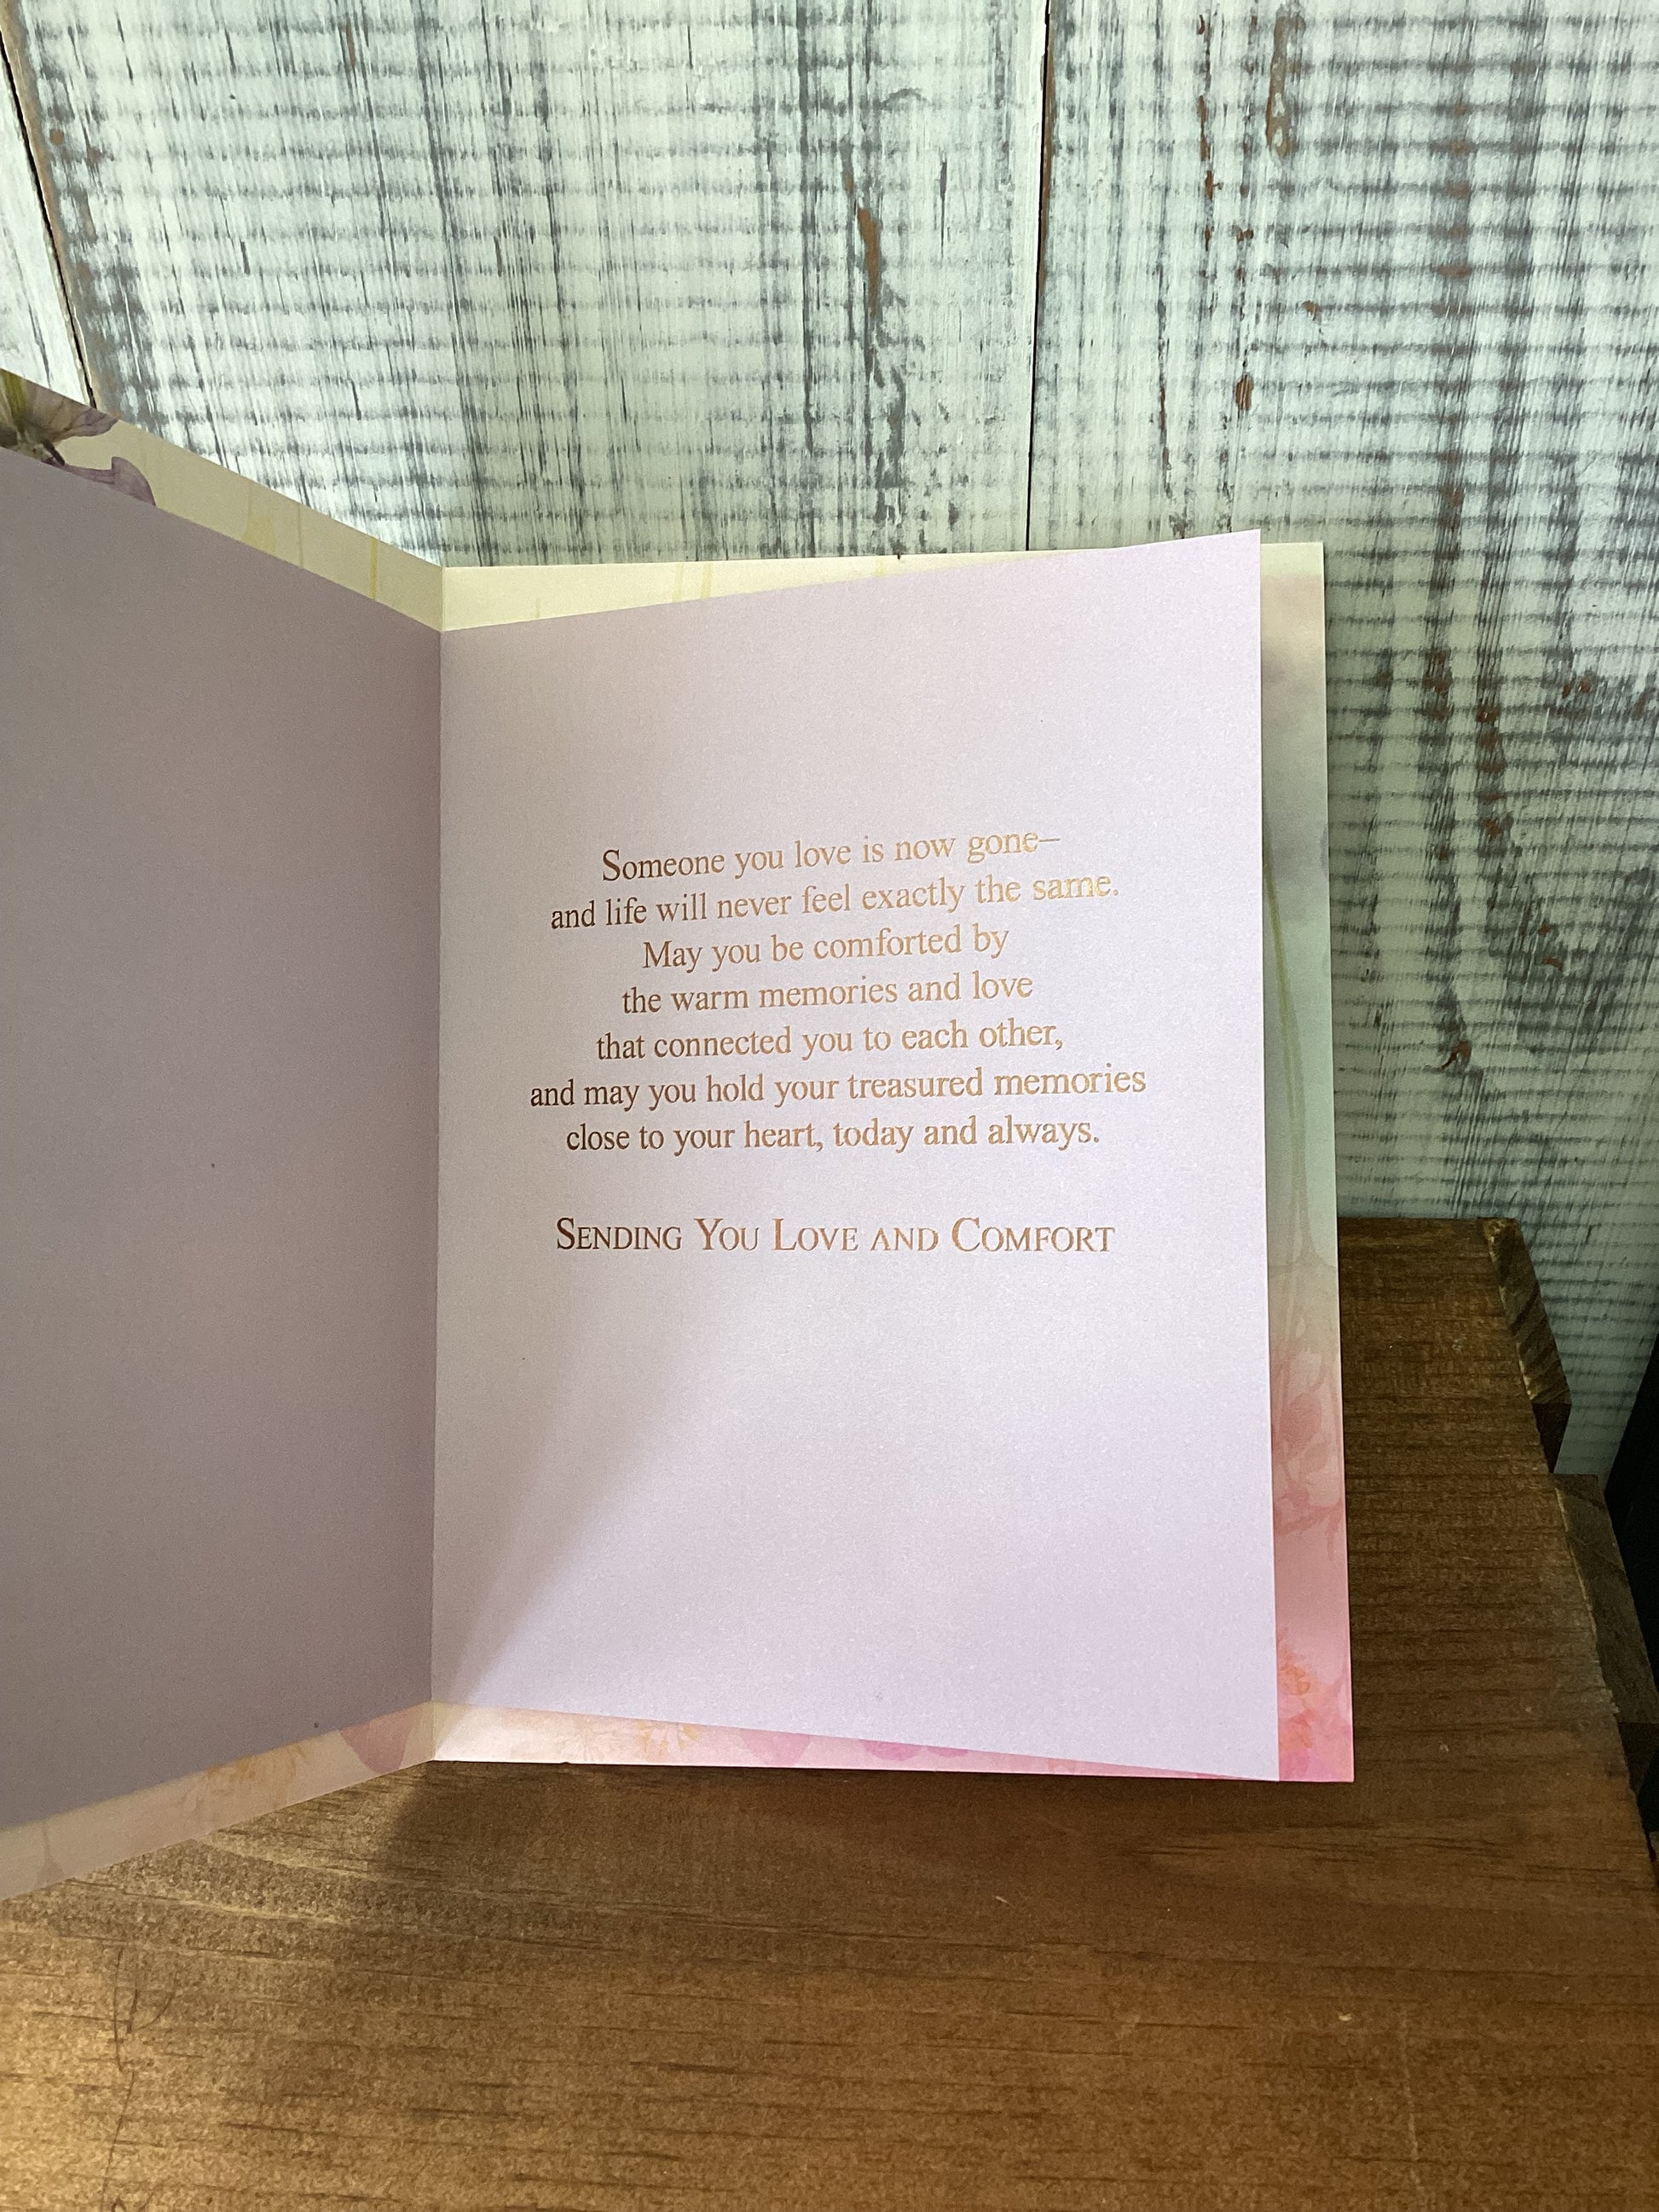 Someone you love is now gone–
and life will never feel exactly the same.
May you be comforted by
the warm memories and love
that connected you to each other,
and may you hold your treasured memories
close to your heart, today and always.
SENDING YOU LOVE AND COMFORT